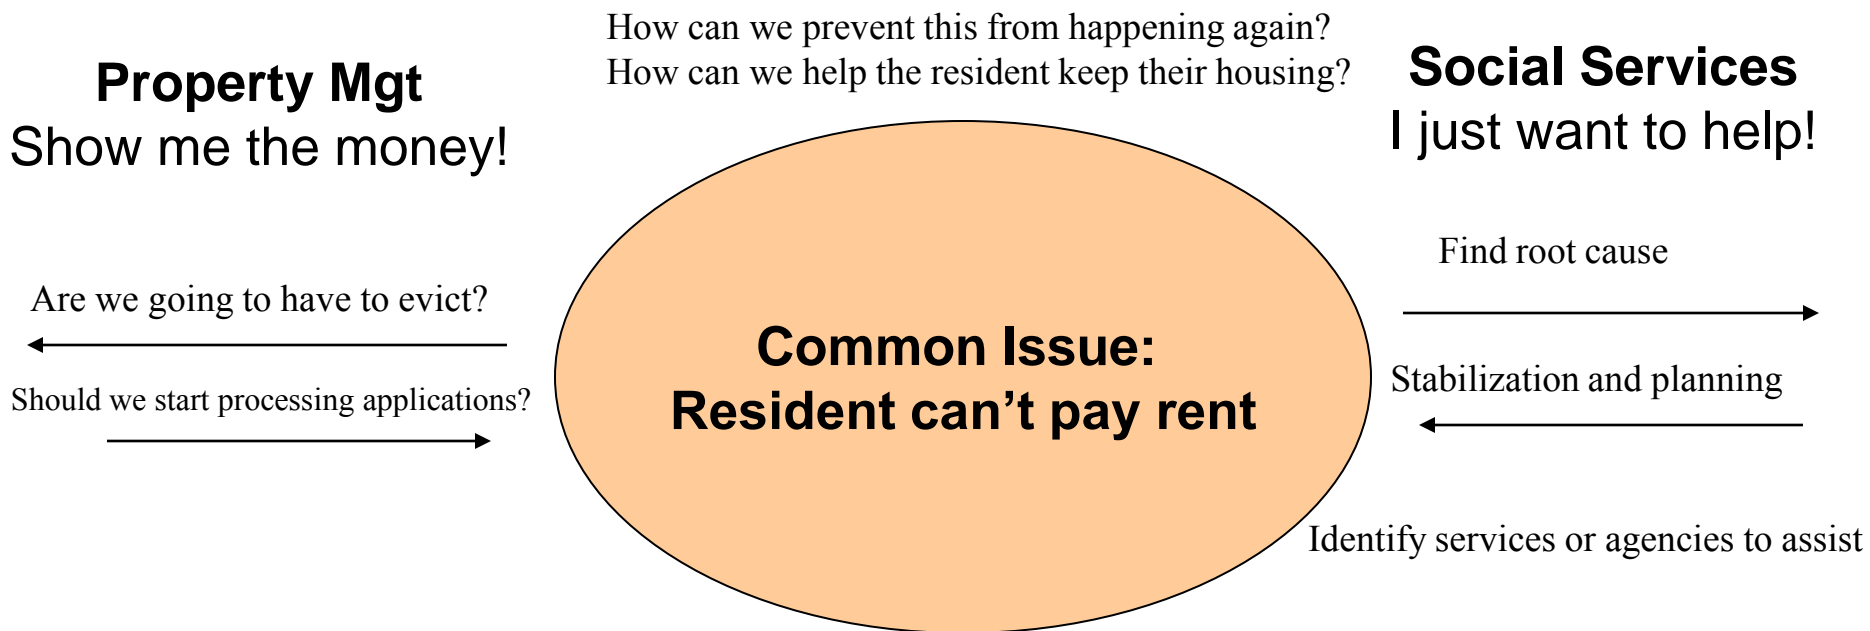 How can we prevent this from happening again?
How can we help the resident keep their housing?
Property Mgt
Show me the money!
Social Services
I just want to help!
Are we going to have to evict?
Should we start processing applications?
Common Issue:
Resident can’t pay rent
Find root cause
Stabilization and planning
Identify services or agencies to assist